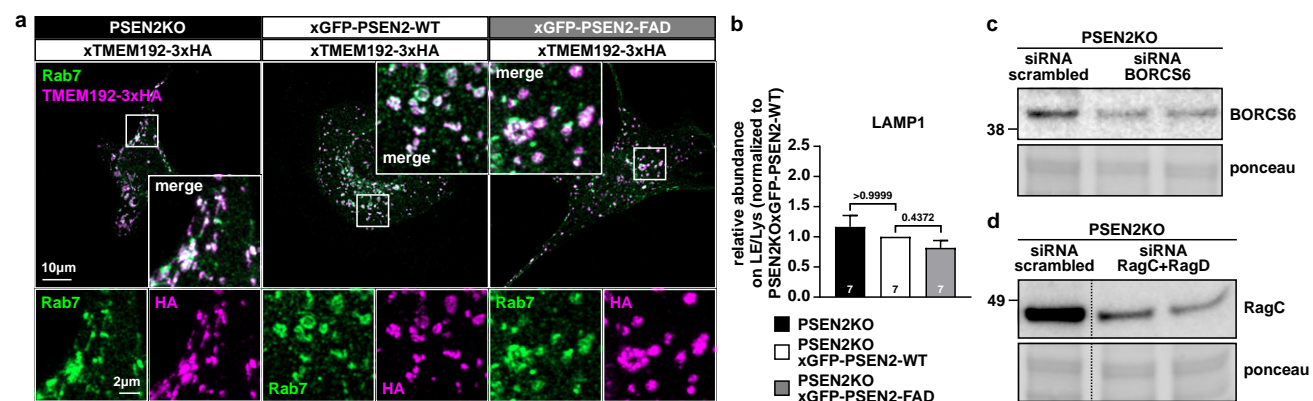 a
PSEN2KO
xGFP-PSEN2-WT
xGFP-PSEN2-FAD
xTMEM192-3xHA
xTMEM192-3xHA
xTMEM192-3xHA
Rab7
TMEM192-3xHA
merge
merge
merge
10µm
Rab7
HA
Rab7
HA
Rab7
HA
2µm
b
relative abundance
on LE/Lys (normalized to
PSEN2KOxGFP-PSEN2-WT)
LAMP1
2.5
2.0
1.5
1.0
0.5
0.0
>0.9999
0.4372
7
7
7
PSEN2KO
PSEN2KO
xGFP-PSEN2-WT
PSEN2KO
xGFP-PSEN2-FAD
c
PSEN2KO
siRNA
scrambled
siRNA
BORCS6
38
BORCS6
ponceau
d
PSEN2KO
siRNA
scrambled
siRNA
RagC+RagD
49
RagC
ponceau